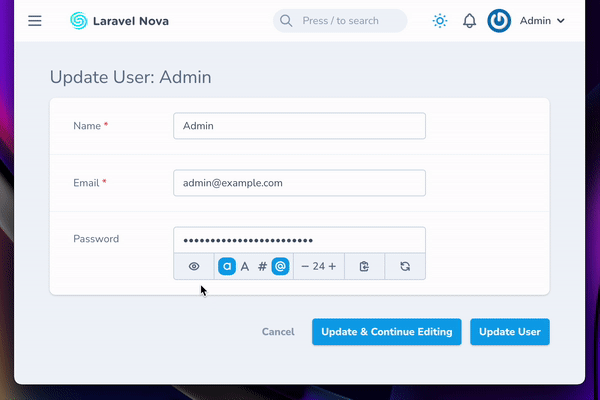 Laravel Nova
Press / to search
Admin
Update User: Admin
Name *
Admin
Email *
admin@example.com
Password
••••••••••••••••••••••••
a A # @ − 24 +
Cancel
Update & Continue Editing
Update User